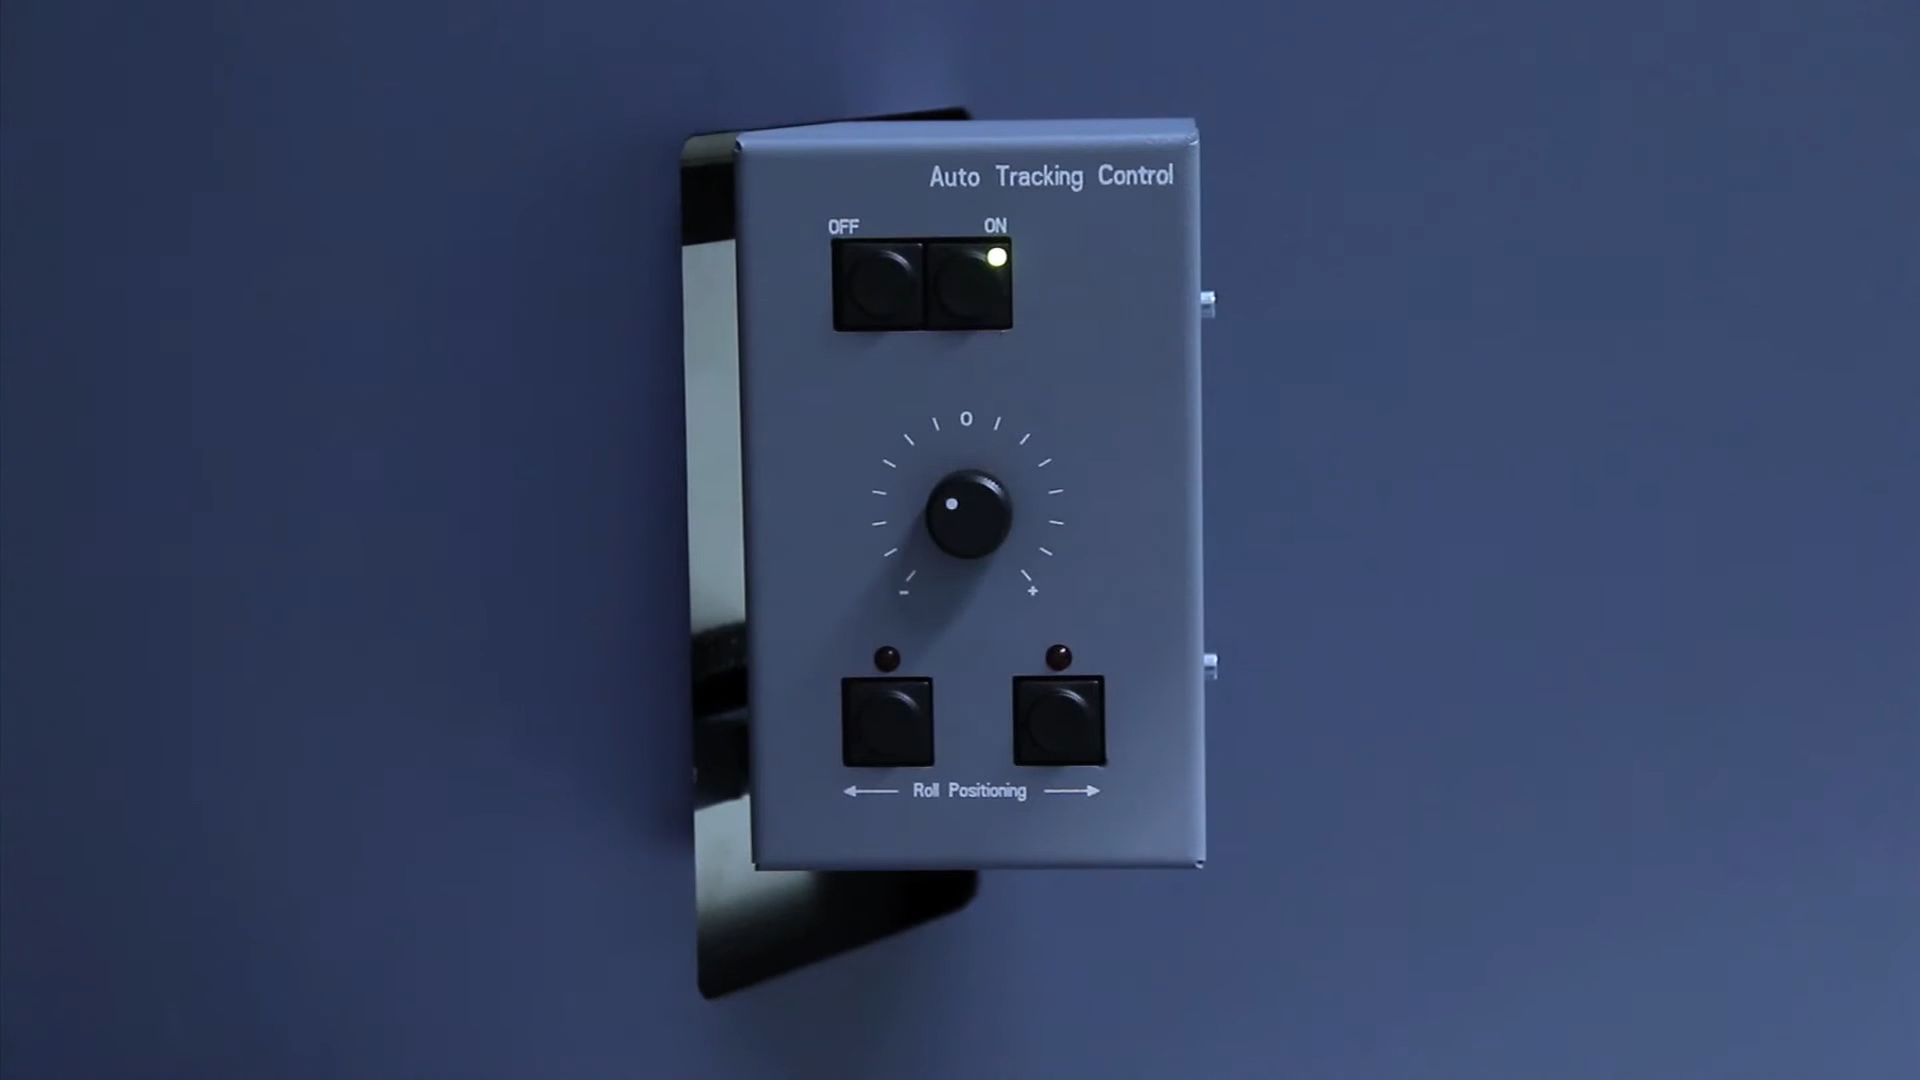 Auto Tracking Control
OFF ON
0
- +
← Roll Positioning →